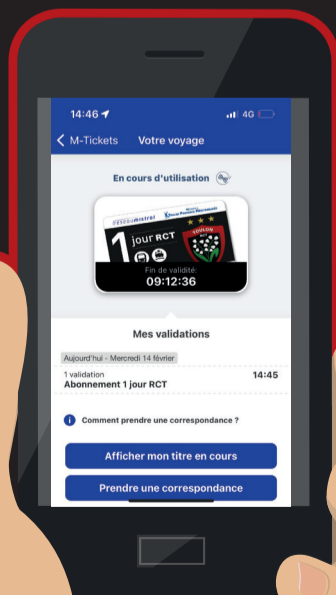 14:46
4G
M-Tickets
Votre voyage
En cours d'utilisation
réseaumistral
1 jour RCT
TOULON
RCT
Fin de validité:
09:12:36
Mes validations
Aujourd'hui - Mercredi 14 février
1 validation
14:45
Abonnement 1 jour RCT
Comment prendre une correspondance ?
Afficher mon titre en cours
Prendre une correspondance